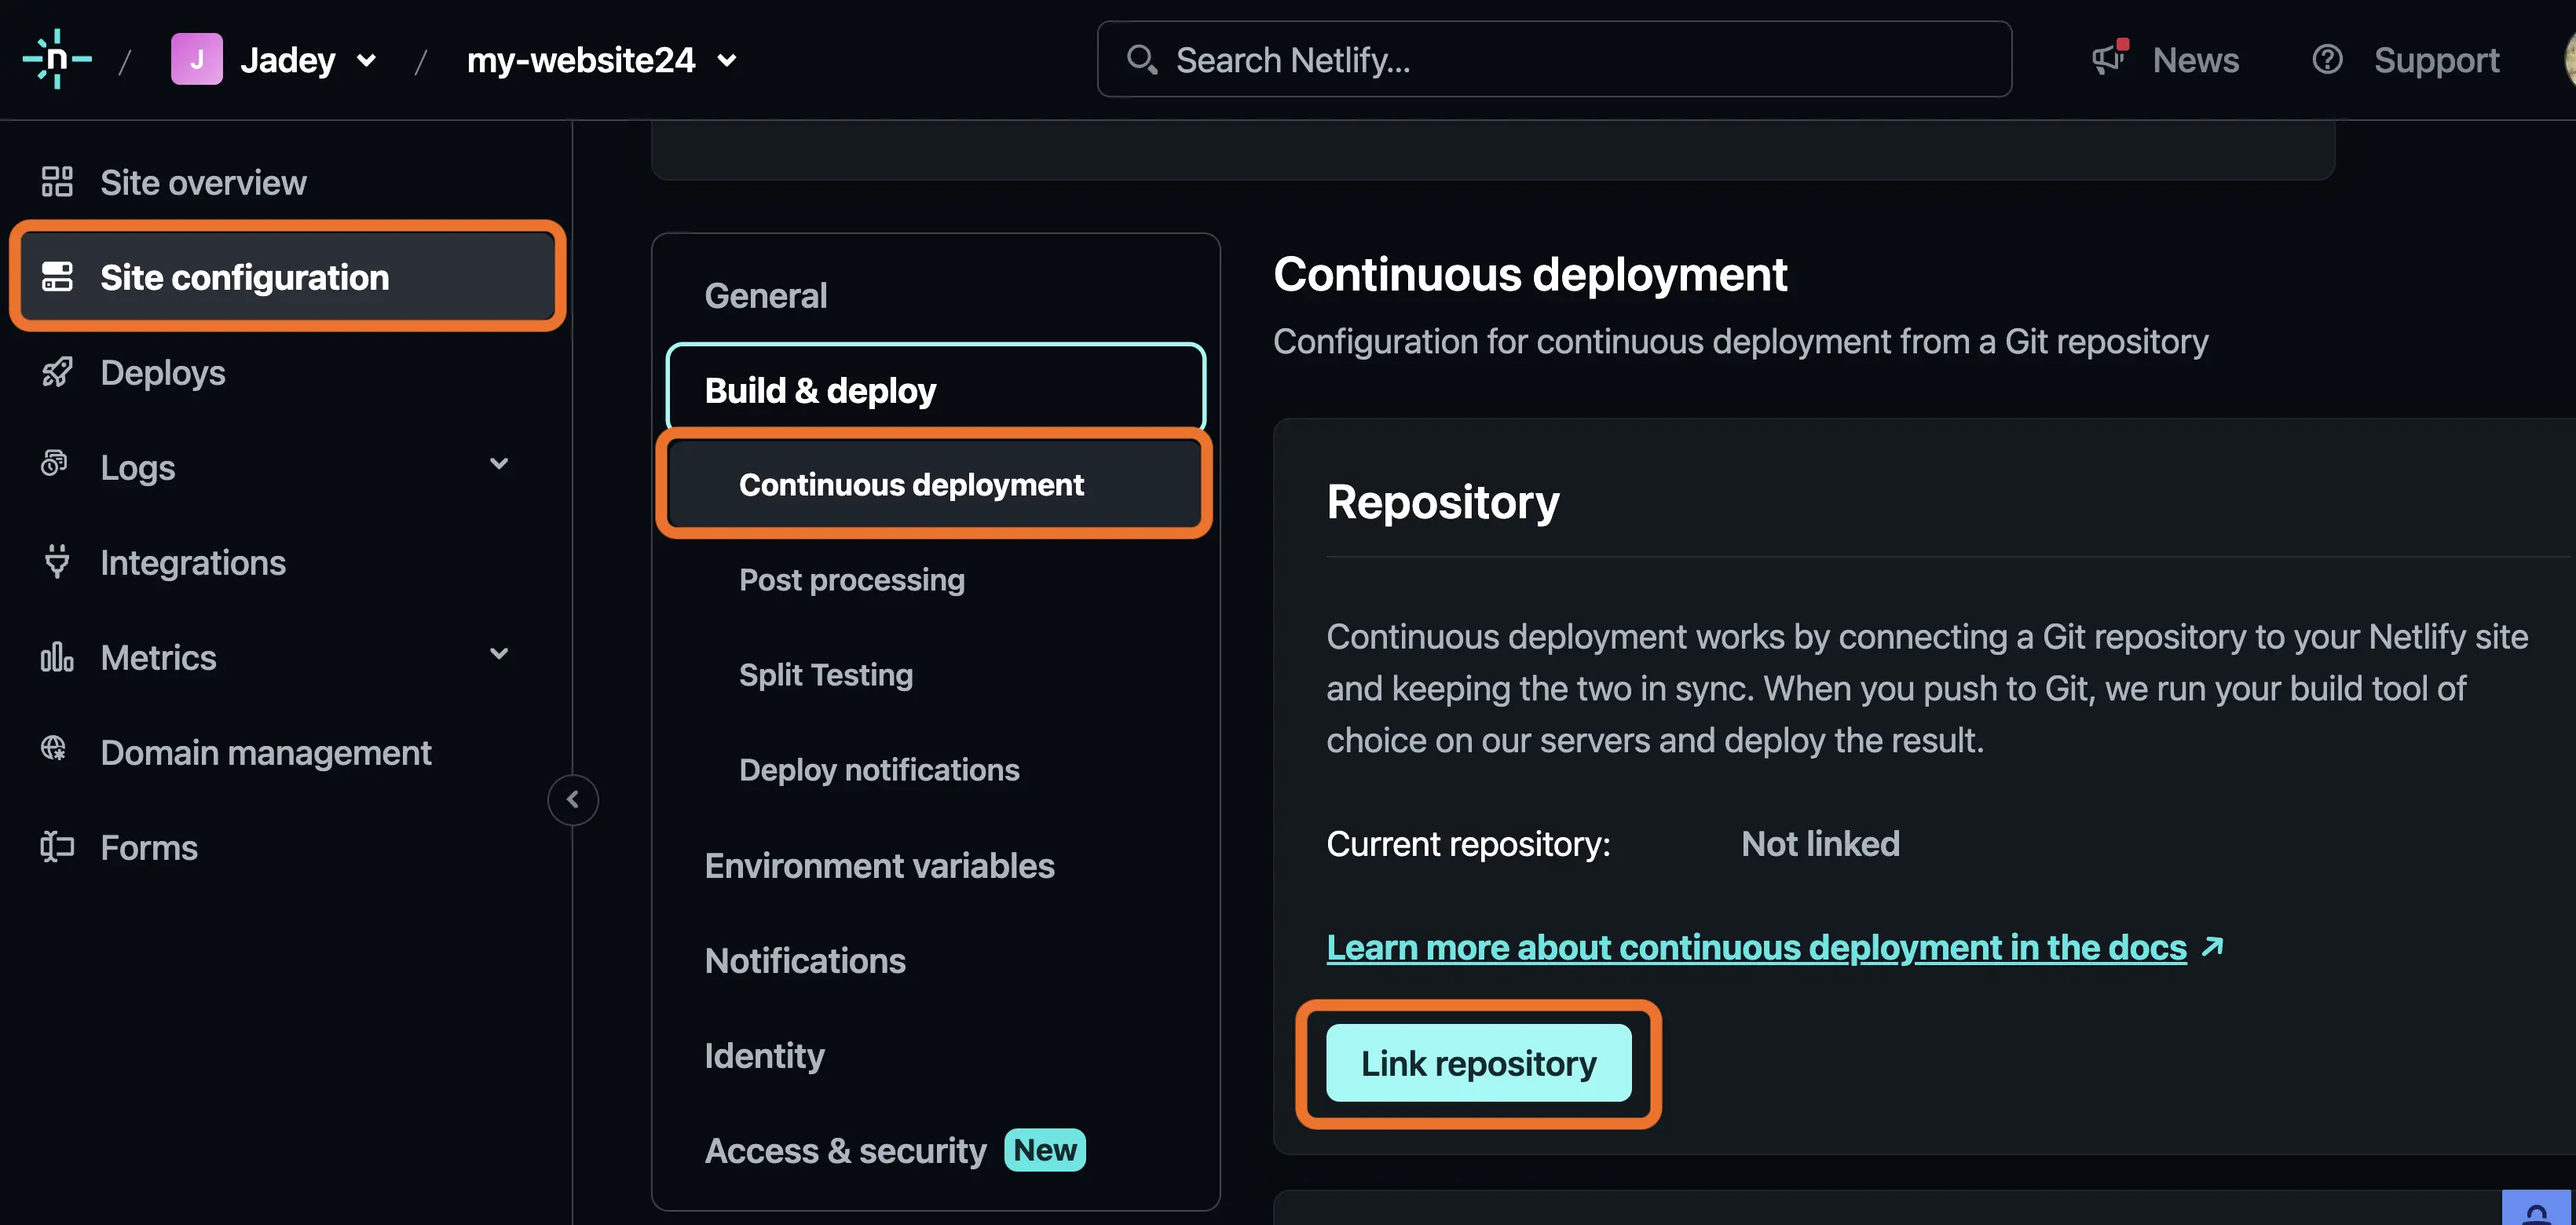 n / J Jadey / my-website24
Search Netlify...
News
Support
Site overview
Site configuration
Deploys
Logs
Integrations
Metrics
Domain management
Forms
General
Build & deploy
Continuous deployment
Post processing
Split Testing
Deploy notifications
Environment variables
Notifications
Identity
Access & security New
Continuous deployment
Configuration for continuous deployment from a Git repository
Repository
Continuous deployment works by connecting a Git repository to your Netlify site
and keeping the two in sync. When you push to Git, we run your build tool of
choice on our servers and deploy the result.
Current repository: Not linked
Learn more about continuous deployment in the docs
Link repository